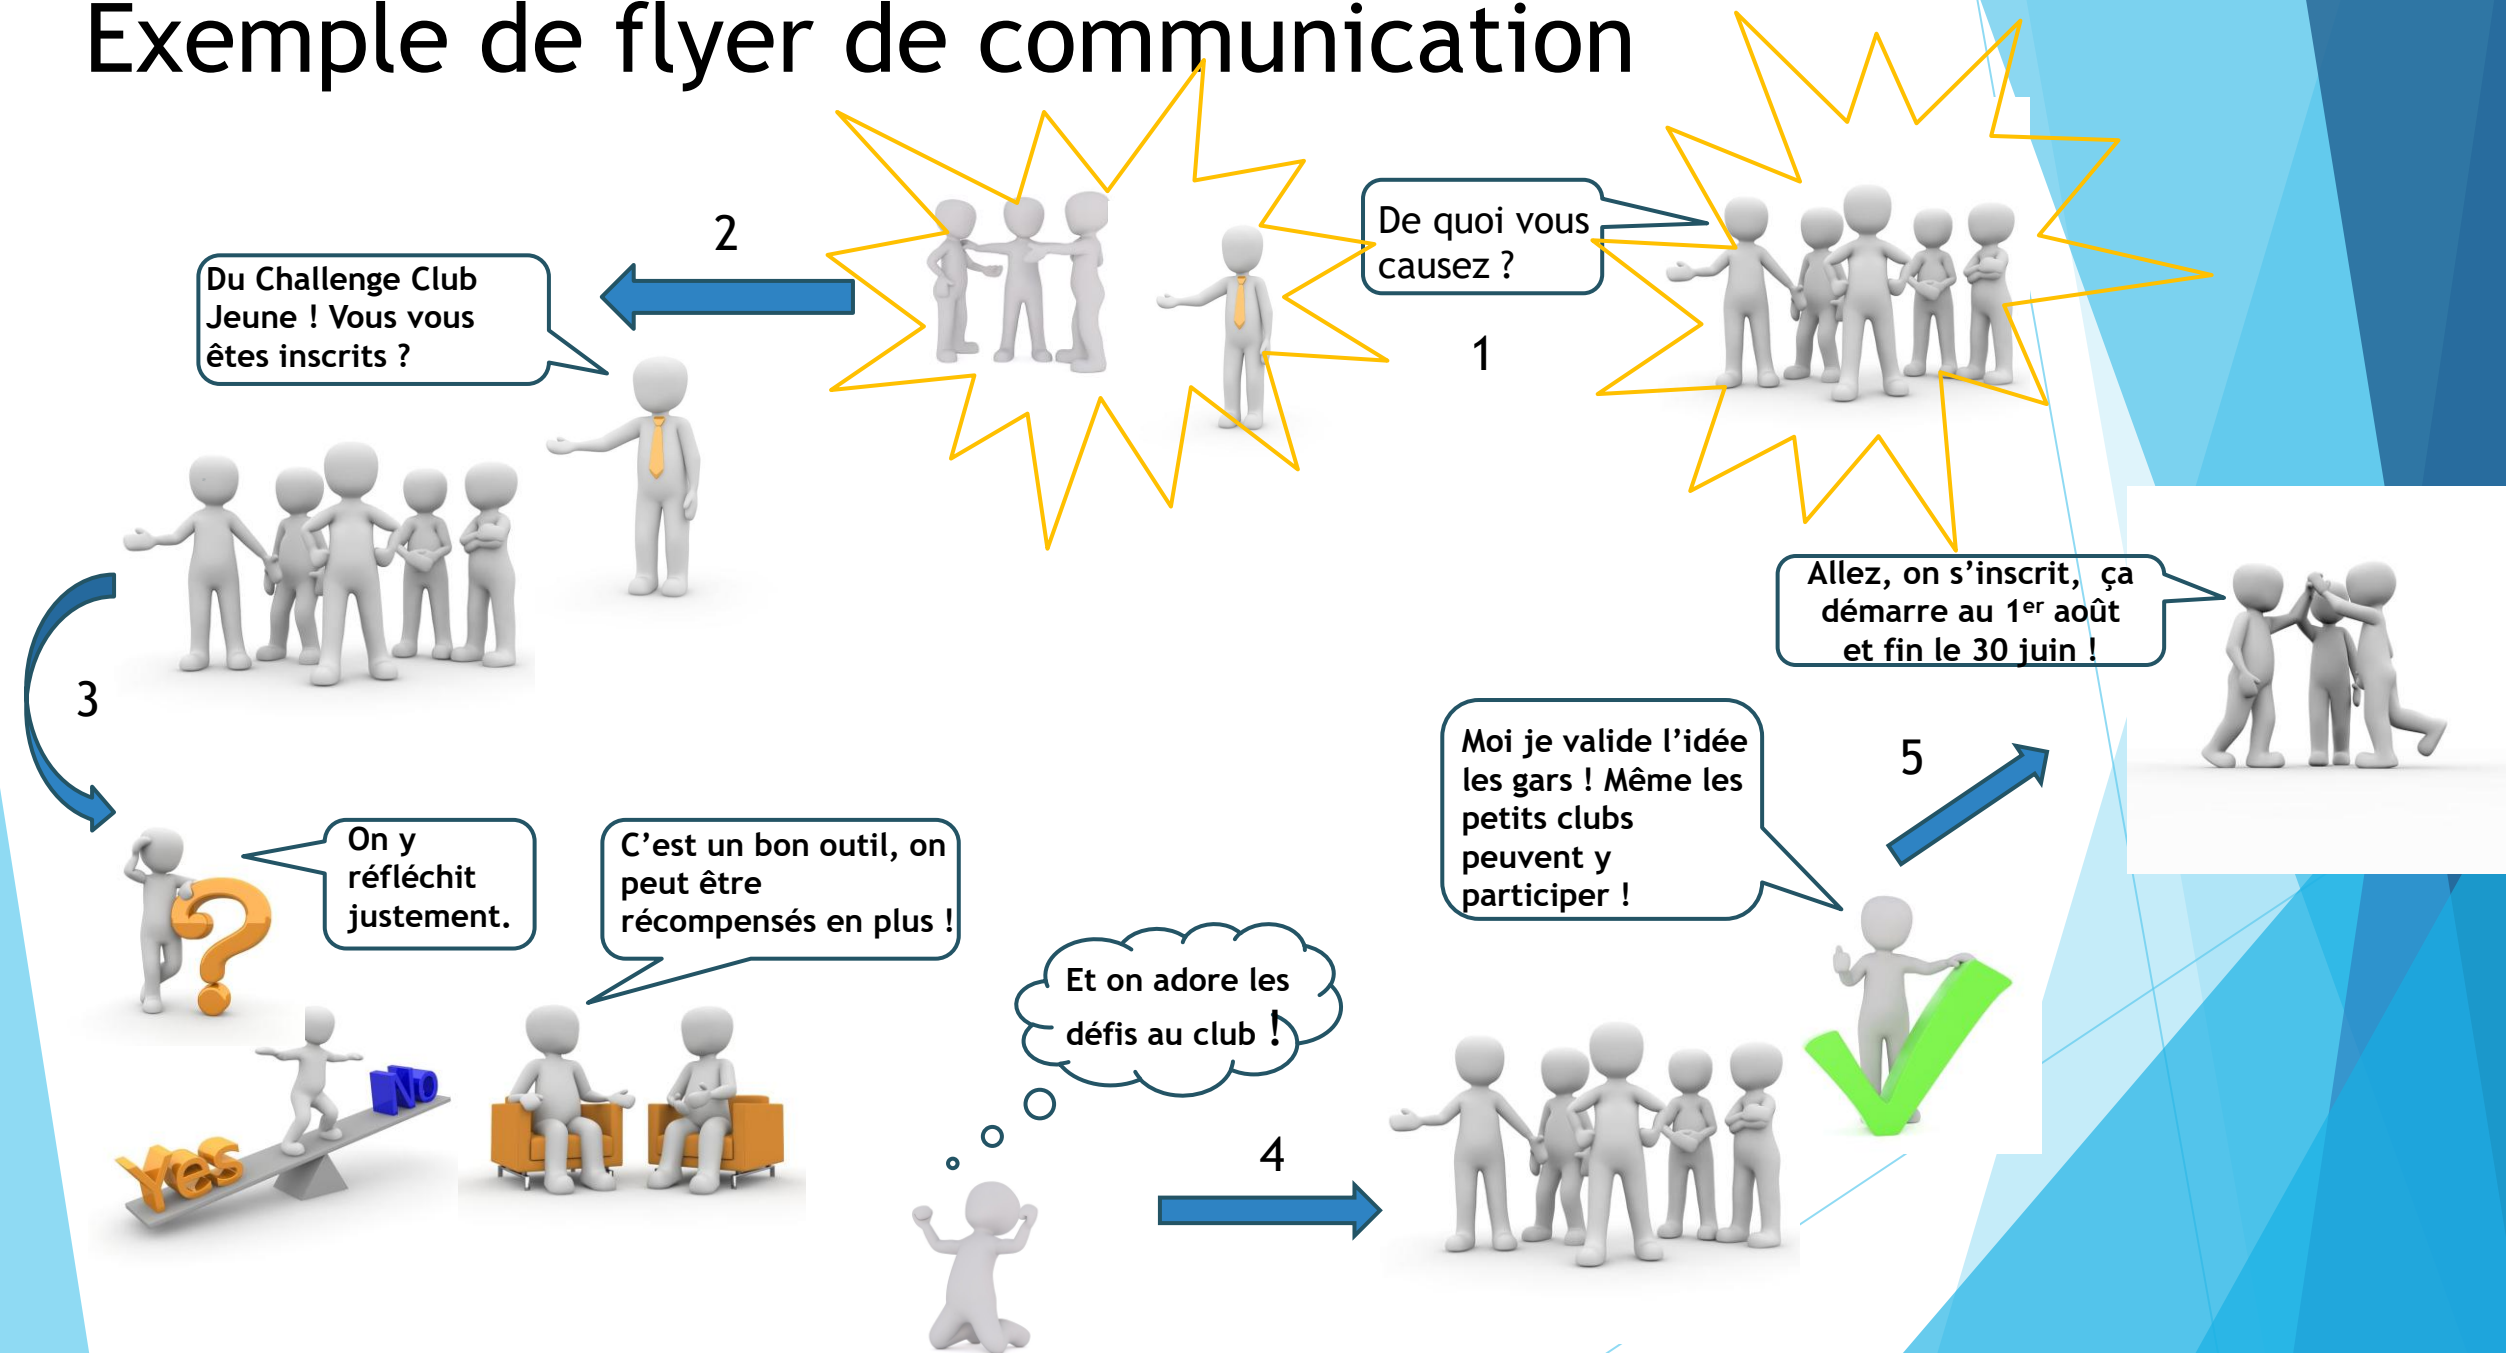 Exemple de flyer de communication
De quoi vous
causez ?
1
2
Du Challenge Club
Jeune ! Vous vous
êtes inscrits ?
3
On y
réfléchit
justement.
C’est un bon outil, on
peut être
récompensés en plus !
Yes
No
Et on adore les
défis au club !
4
Moi je valide l’idée
les gars ! Même les
petits clubs
peuvent y
participer !
5
Allez, on s’inscrit, ça
démarre au 1er août
et fin le 30 juin !